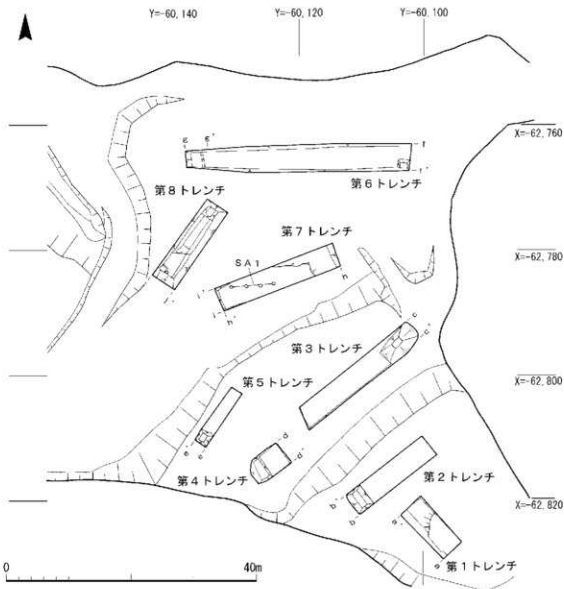 Y=-60,140
Y=-60,120
Y=-60,100
X=-62,760
g
g'
f
f'
第6トレンチ
第8トレンチ
第7トレンチ
SA1
X=-62,780
i
i'
h
h'
j
c
c'
第3トレンチ
第5トレンチ
X=-62,800
d
d'
e
e'
第4トレンチ
第2トレンチ
b
b'
a
X=-62,820
a
第1トレンチ
0
40m